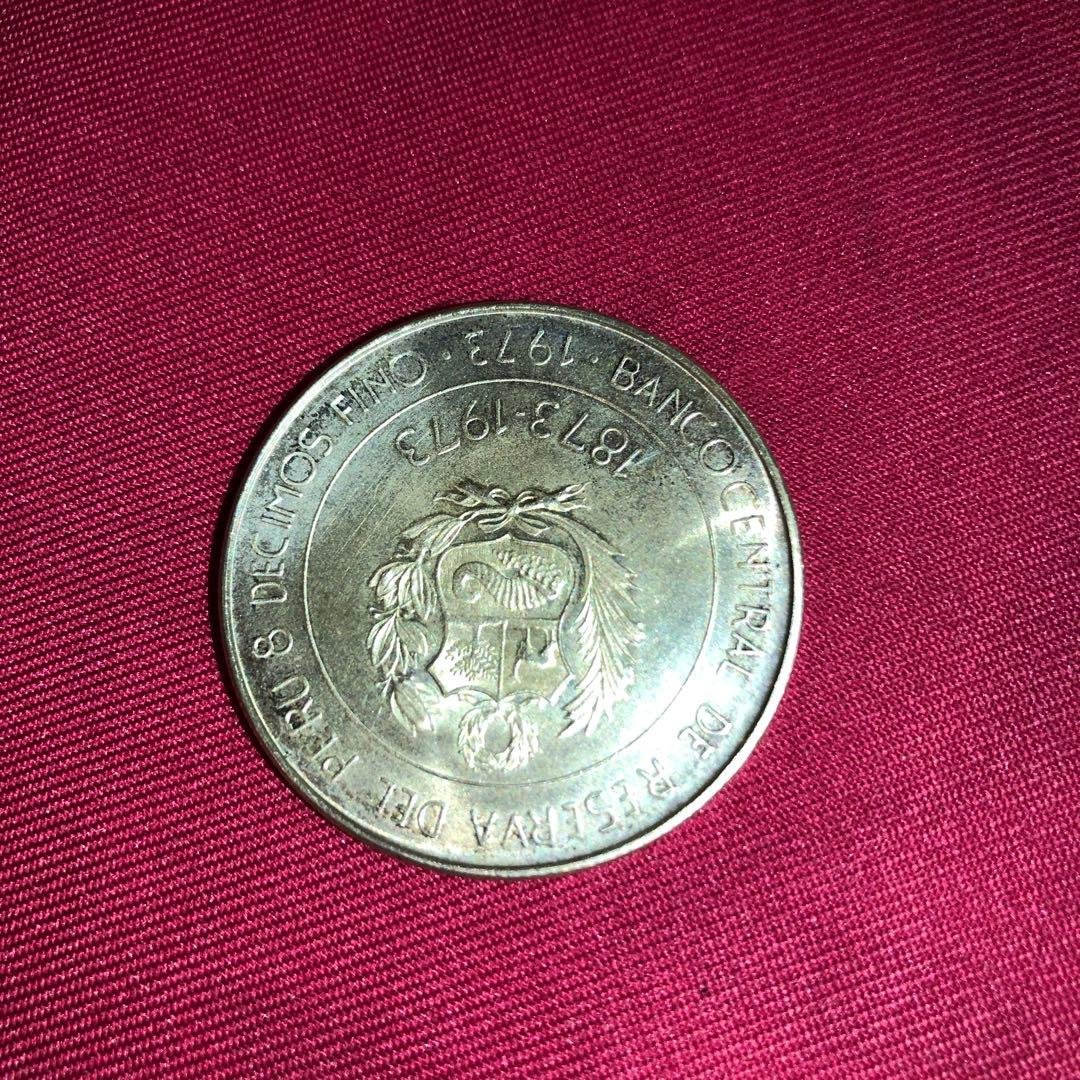 BANCO CENTRAL DE RESERVA DEL PERU 8 DECIMOS FINO · 1973 ·
1873-1973